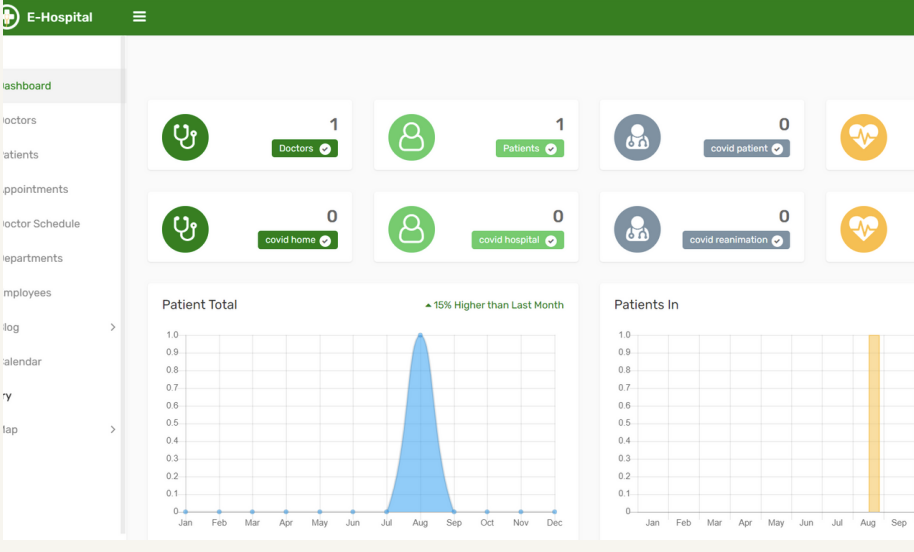 E-Hospital
Dashboard
Doctors
Patients
Appointments
Doctor Schedule
Departments
Employees
Blog
Calendar
Map
1
Doctors
1
Patients
0
covid patient
0
covid home
0
covid hospital
0
covid reanimation
Patient Total
15% Higher than Last Month
1.0
0.9
0.8
0.7
0.6
0.5
0.4
0.3
0.2
0.1
0
Jan Feb Mar Apr May Jun Jul Aug Sep Oct Nov Dec
Patients In
1.0
0.9
0.8
0.7
0.6
0.5
0.4
0.3
0.2
0.1
0
Jan Feb Mar Apr May Jun Jul Aug Sep